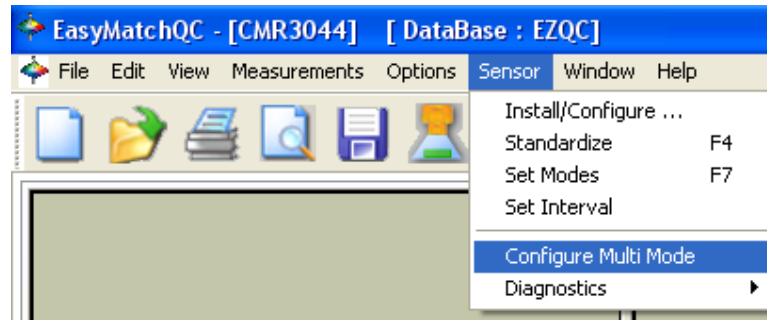 EasyMatchQC - [CMR3044] [ DataBase : EZQC]
File Edit View Measurements Options Sensor Window Help
Install/Configure ...
Standardize F4
Set Modes F7
Set Interval
Configure Multi Mode
Diagnostics